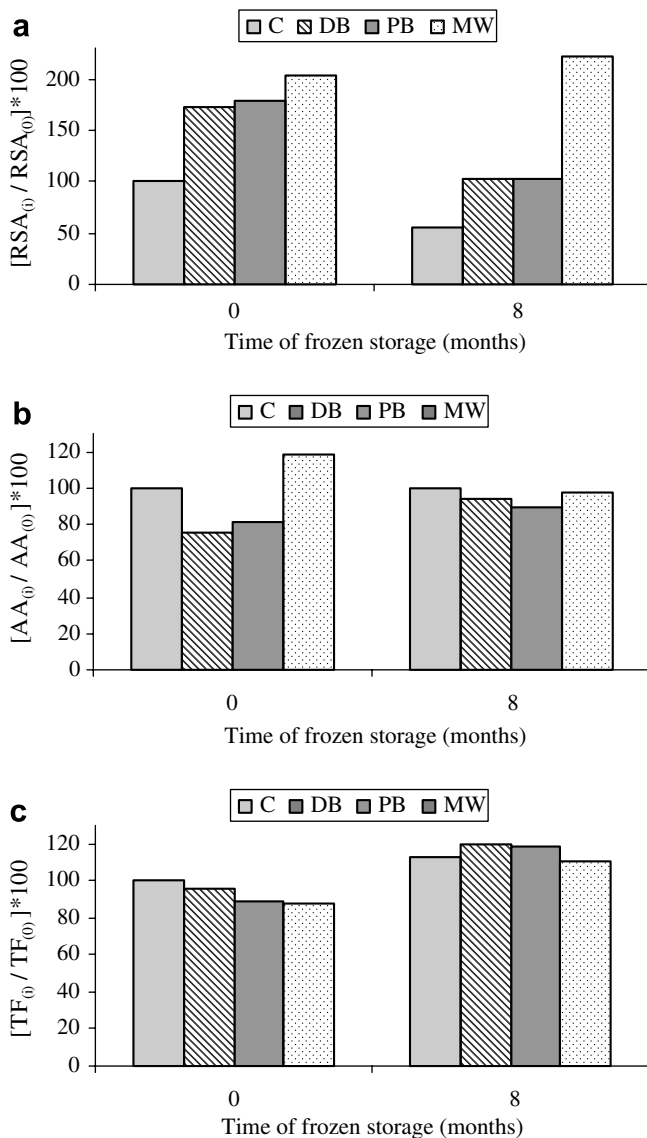 a
C DB PB MW
[RSA(i) / RSA(0)]*100
200
150
100
50
0
0 8
Time of frozen storage (months)
b
C DB PB MW
[AA(i) / AA(0)]*100
120
100
80
60
40
20
0
0 8
Time of frozen storage (months)
c
C DB PB MW
[TF(i) / TF(0)]*100
120
100
80
60
40
20
0
0 8
Time of frozen storage (months)